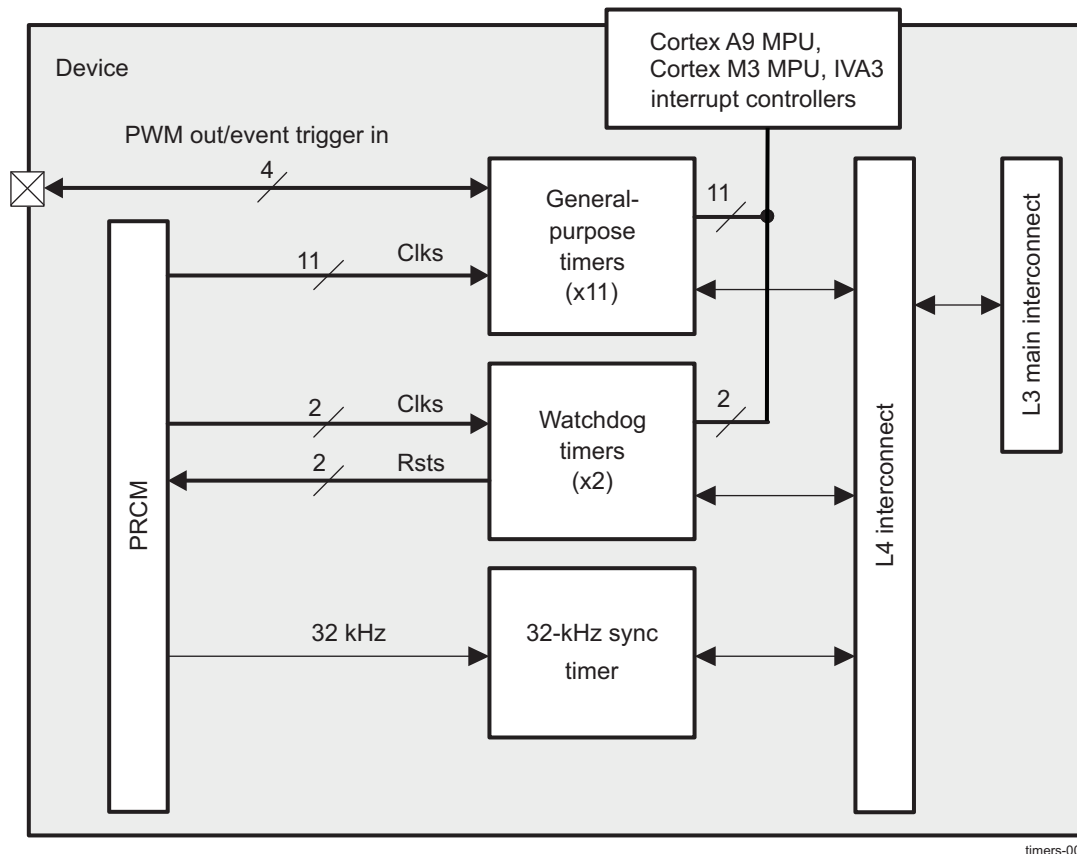 Cortex A9 MPU,
Cortex M3 MPU, IVA3
interrupt controllers
Device
PWM out/event trigger in
4
General-
purpose
timers
(x11)
11
11
Clks
2
Clks
Watchdog
timers
(x2)
2
2
Rsts
PRCM
L4 interconnect
L3 main interconnect
32 kHz
32-kHz sync
timer